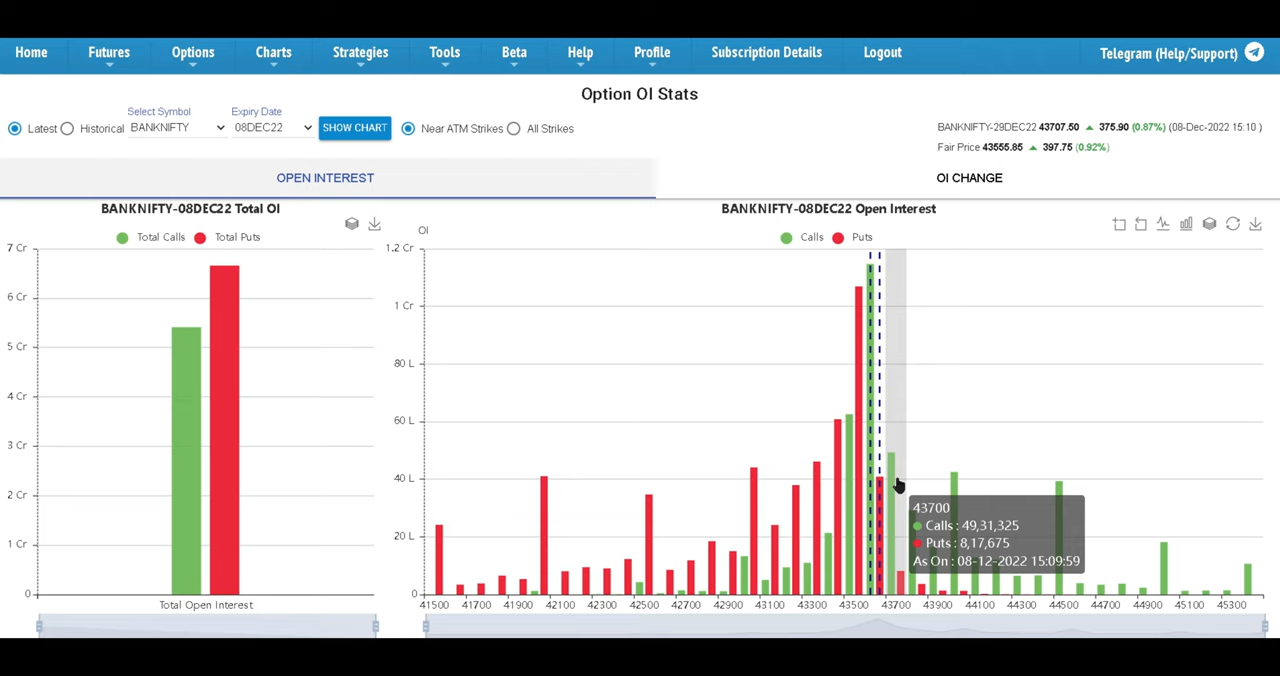 Home Futures Options Charts Strategies Tools Beta Help Profile Subscription Details Logout Telegram (Help/Support)
Option OI Stats
Select Symbol Expiry Date
Latest Historical BANKNIFTY 08DEC22 SHOW CHART Near ATM Strikes All Strikes
BANKNIFTY-29DEC22 43707.50 375.90 (0.87%) (08-Dec-2022 15:10 )
Fair Price 43555.85 397.75 (0.92%)
OPEN INTEREST OI CHANGE
BANKNIFTY-08DEC22 Total OI
Total Calls Total Puts
7 Cr
6 Cr
5 Cr
4 Cr
3 Cr
2 Cr
1 Cr
0
Total Open Interest
BANKNIFTY-08DEC22 Open Interest
OI
Calls Puts
1.2 Cr
1 Cr
80 L
60 L
40 L
20 L
0
43700
Calls : 49,31,325
Puts : 8,17,675
As On : 08-12-2022 15:09:59
41500 41700 41900 42100 42300 42500 42700 42900 43100 43300 43500 43700 43900 44100 44300 44500 44700 44900 45100 45300